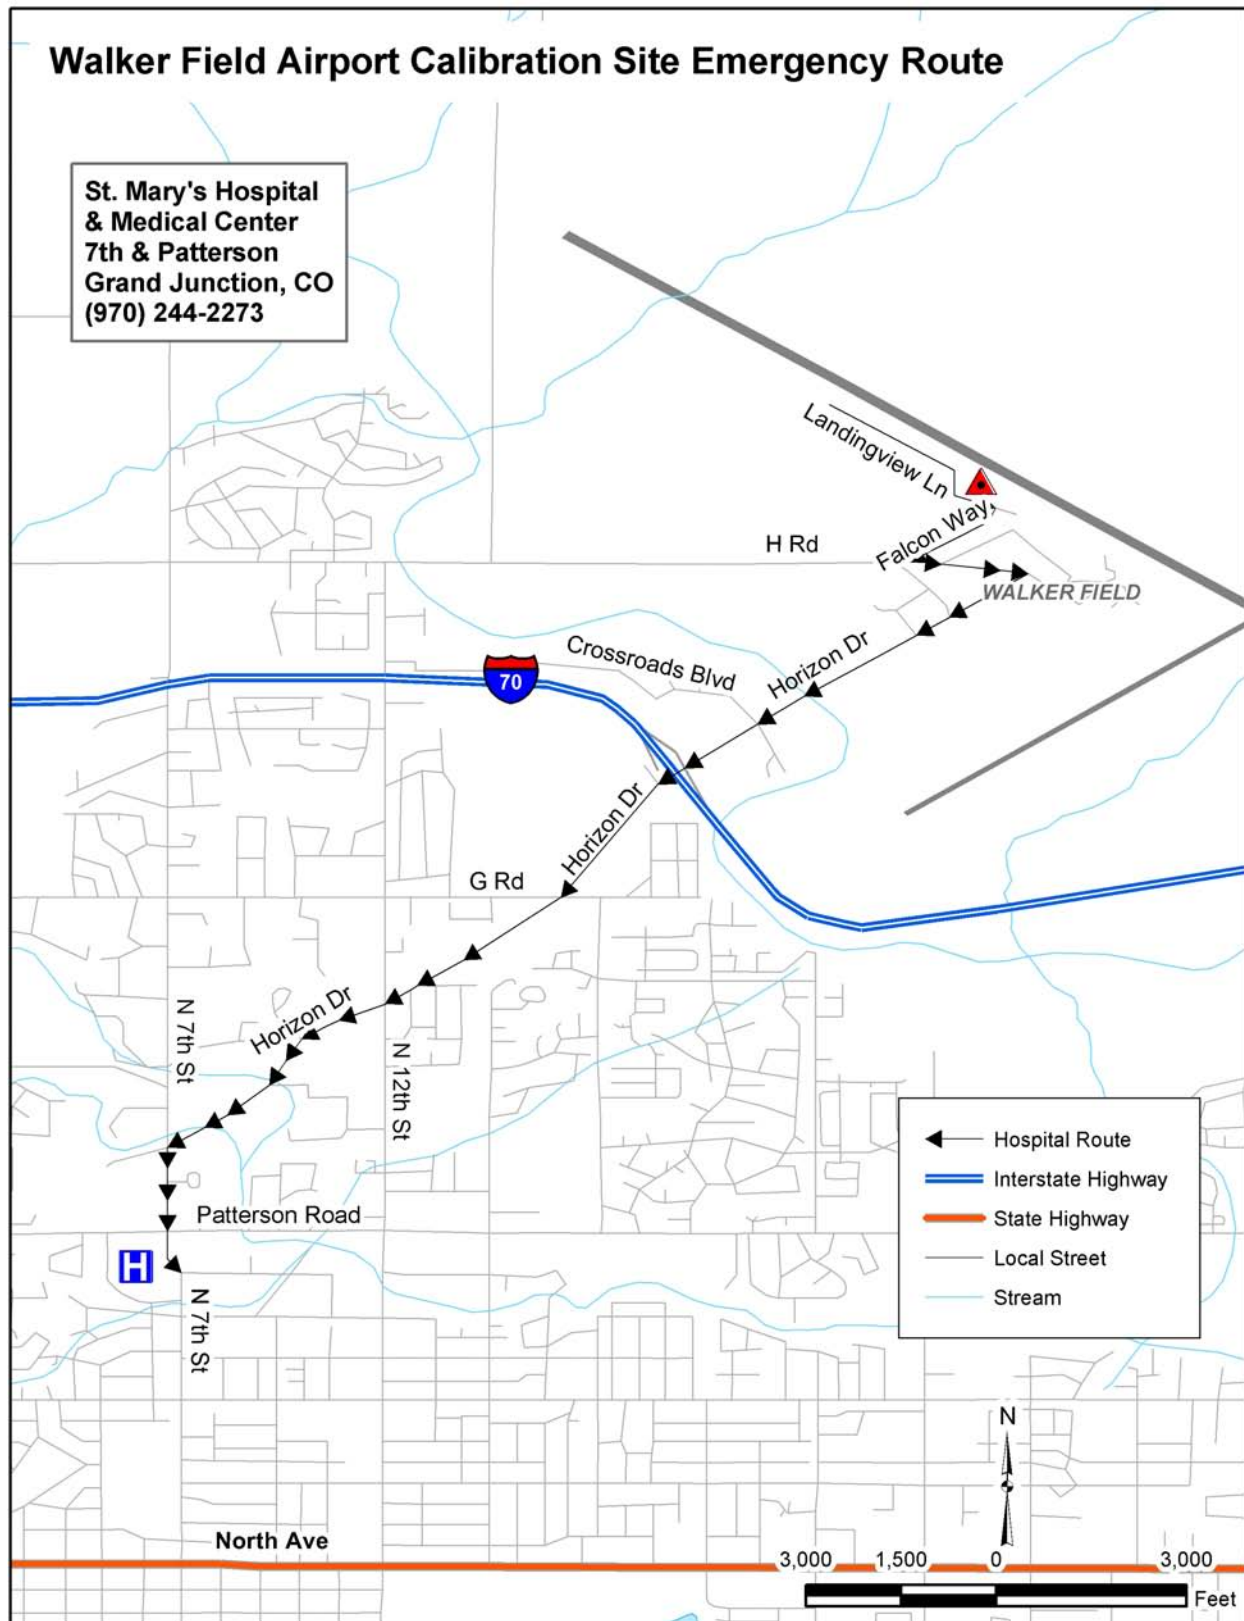 Walker Field Airport Calibration Site Emergency Route
St. Mary's Hospital
& Medical Center
7th & Patterson
Grand Junction, CO
(970) 244-2273
Landingview Ln
Falcon Way
H Rd
WALKER FIELD
Crossroads Blvd
Horizon Dr
70
Horizon Dr
G Rd
Horizon Dr
N 7th St
N 12th St
Patterson Road
H
N 7th St
Hospital Route
Interstate Highway
State Highway
Local Street
Stream
N
North Ave
3,000 1,500 0 3,000
Feet